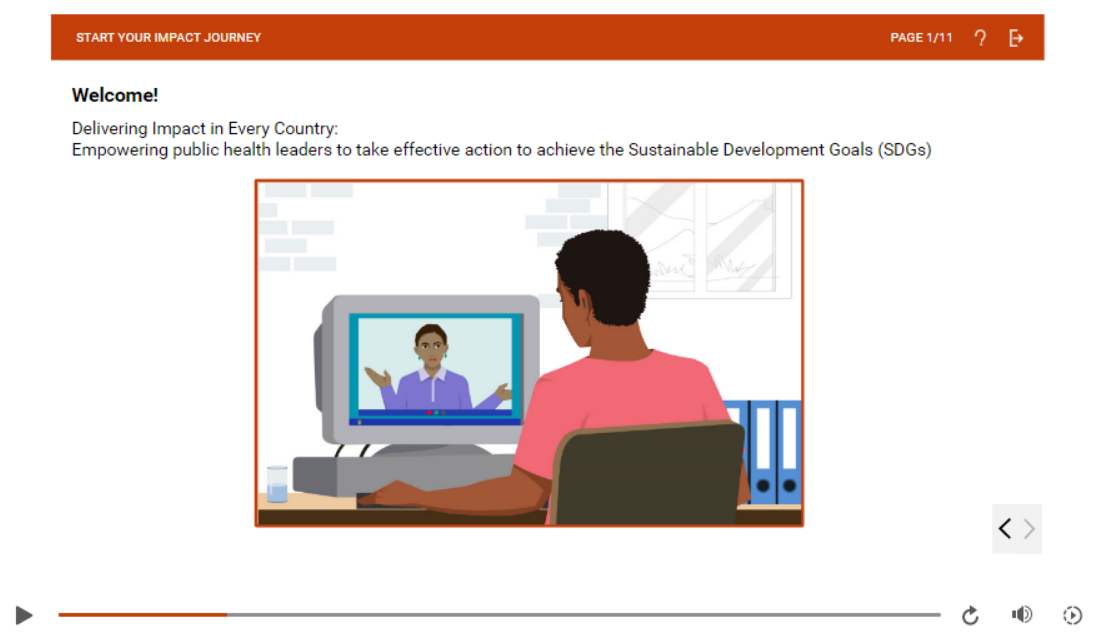 START YOUR IMPACT JOURNEY
PAGE 1/11
Welcome!
Delivering Impact in Every Country:
Empowering public health leaders to take effective action to achieve the Sustainable Development Goals (SDGs)